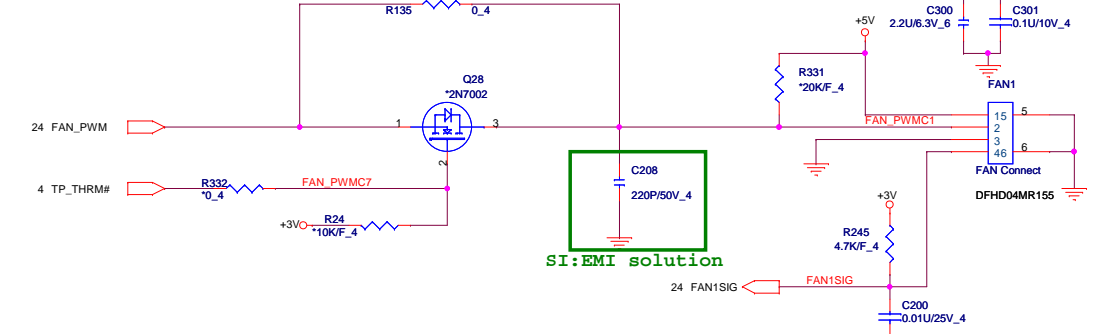 R135
0_4
C300
2.2U/6.3V_6
C301
0.1U/10V_4
+5V
R331
*20K/F_4
FAN1
Q28
*2N7002
24 FAN_PWM
1
3
2
FAN_PWMC1
15
2
3
46
5
6
FAN Connect
DFHD04MR155
4 TP_THRM#
R332
*0_4
FAN_PWMC7
+3V
R24
*10K/F_4
C208
220P/50V_4
SI:EMI solution
+3V
R245
4.7K/F_4
24 FAN1SIG
FAN1SIG
C200
0.01U/25V_4